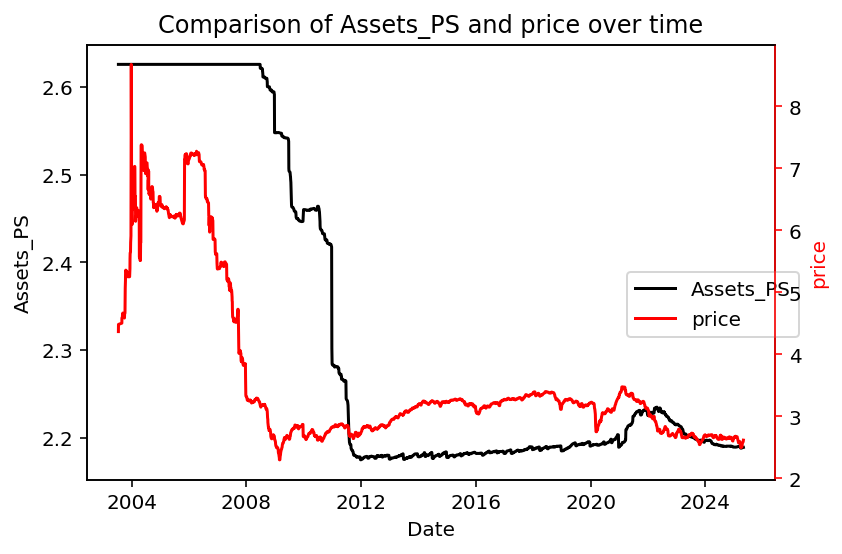 Comparison of Assets_PS and price over time
2.6
2.5
2.4
2.3
2.2
Assets_PS
8
7
6
5
4
3
2
price
Assets_PS
price
2004 2008 2012 2016 2020 2024
Date